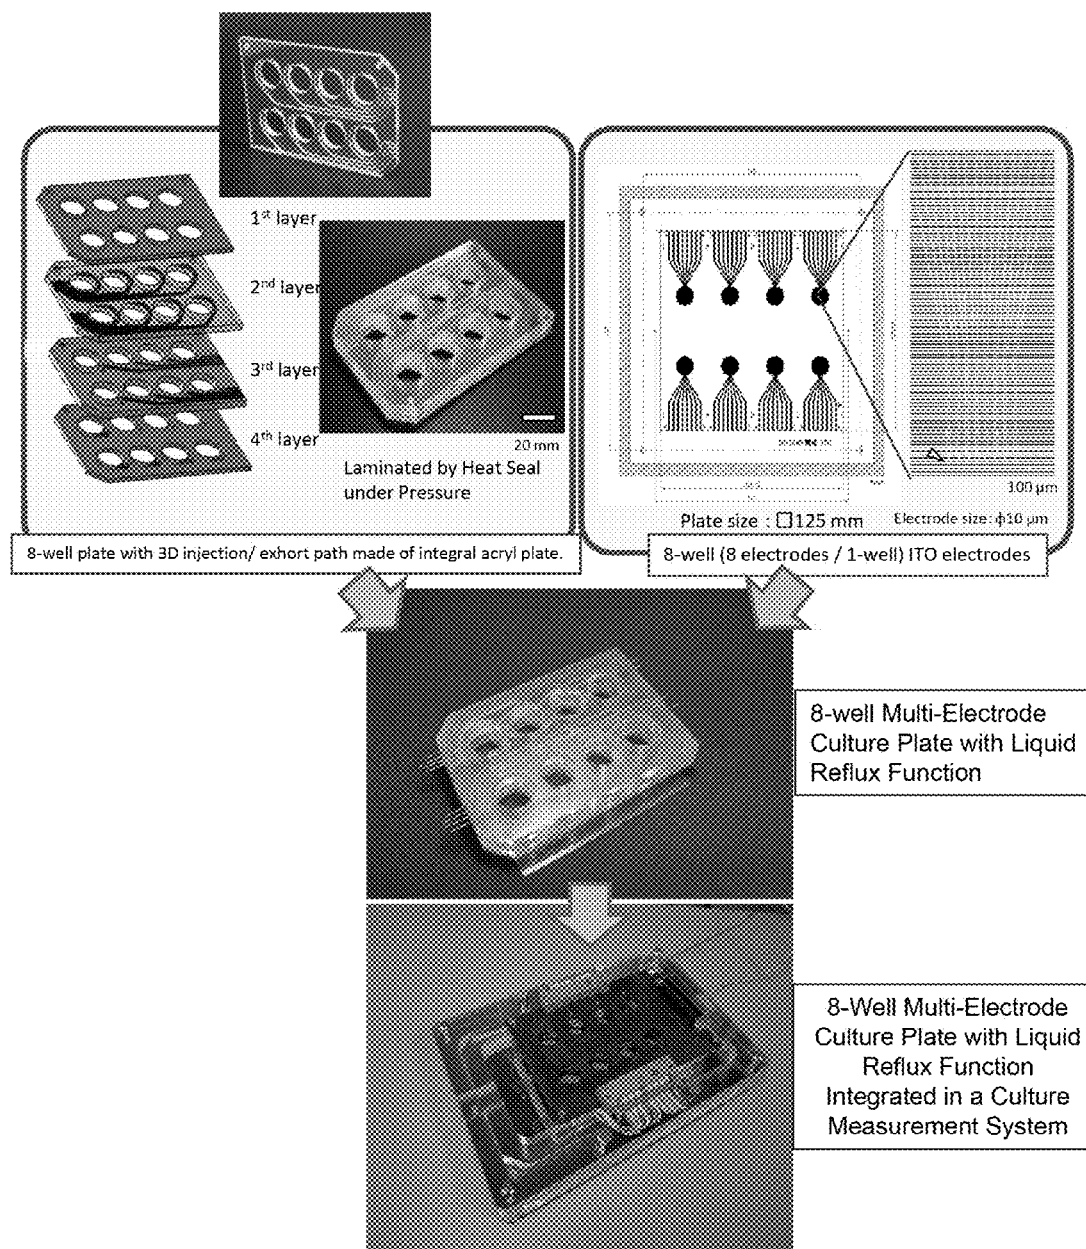 1st layer
2nd layer
3rd layer
4th layer
20 mm
Laminated by Heat Seal
under Pressure
8-well plate with 3D injection/ exhort path made of integral acryl plate.
100 μm
Plate size : □125 mm
Electrode size: ϕ10 μm
8-well (8 electrodes / 1-well) ITO electrodes
8-well Multi-Electrode
Culture Plate with Liquid
Reflux Function
8-Well Multi-Electrode
Culture Plate with Liquid
Reflux Function
Integrated in a Culture
Measurement System